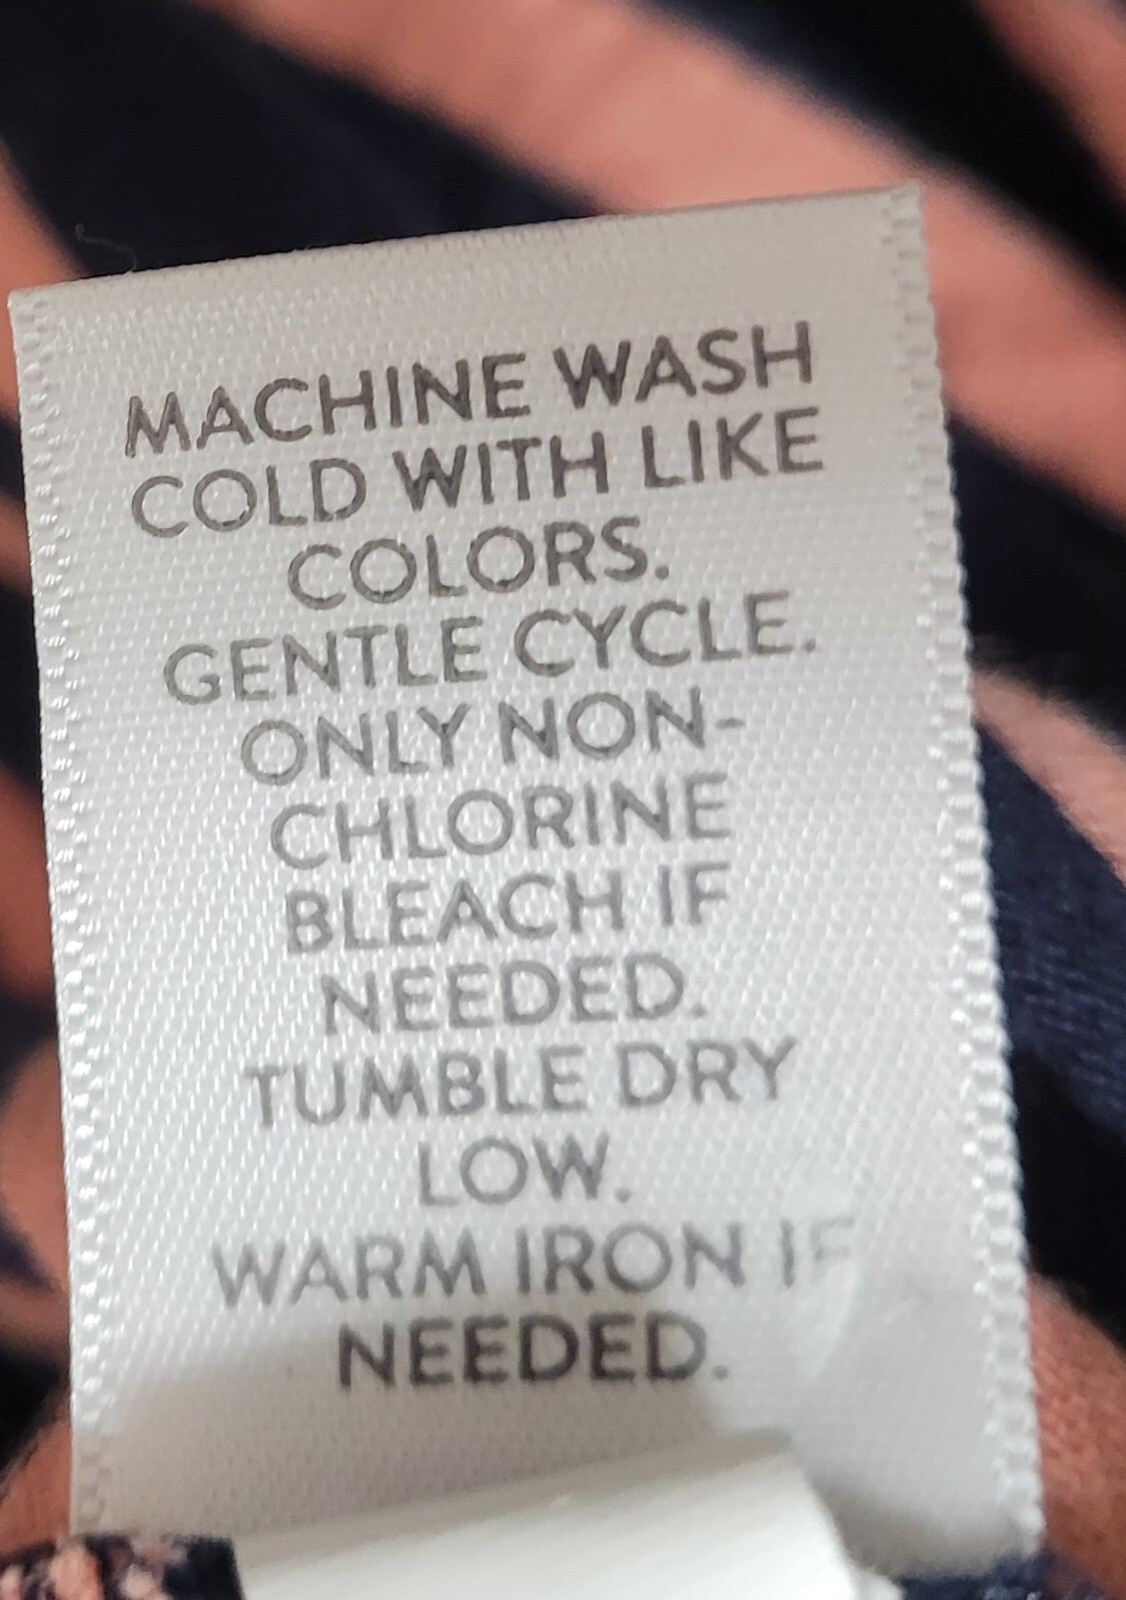 MACHINE WASH
COLD WITH LIKE
COLORS.
GENTLE CYCLE.
ONLY NON-
CHLORINE
BLEACH IF
NEEDED.
TUMBLE DRY
LOW.
WARM IRON IF
NEEDED.